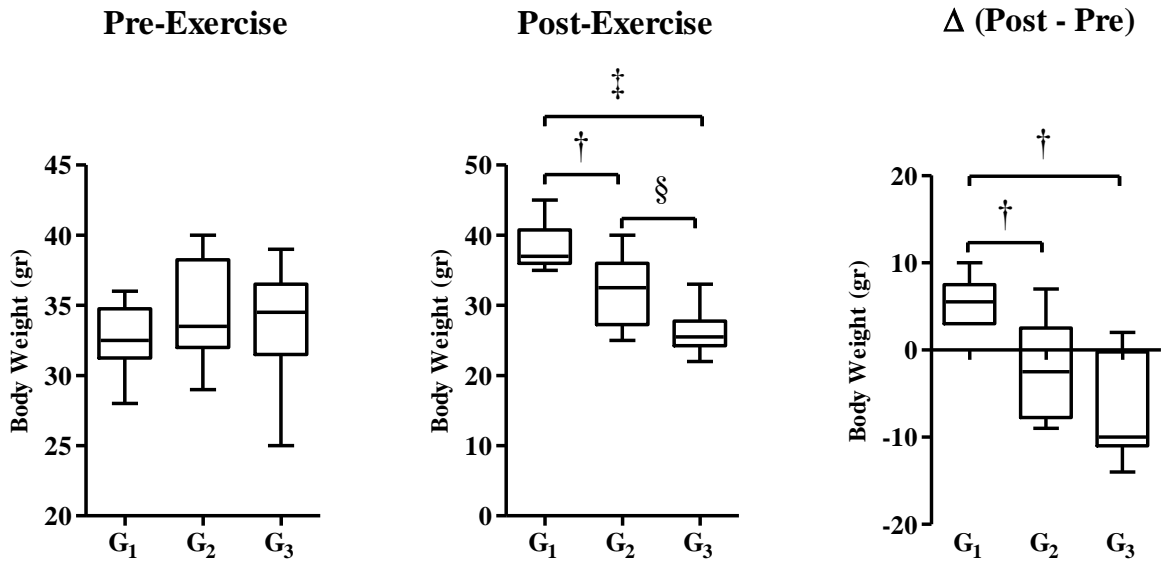 Pre-Exercise
Body Weight (gr)
45
40
35
30
25
20
G1 G2 G3
Post-Exercise
‡
†
§
Body Weight (gr)
50
40
30
20
10
0
G1 G2 G3
Δ (Post - Pre)
†
†
Body Weight (gr)
20
10
0
-10
-20
G1 G2 G3